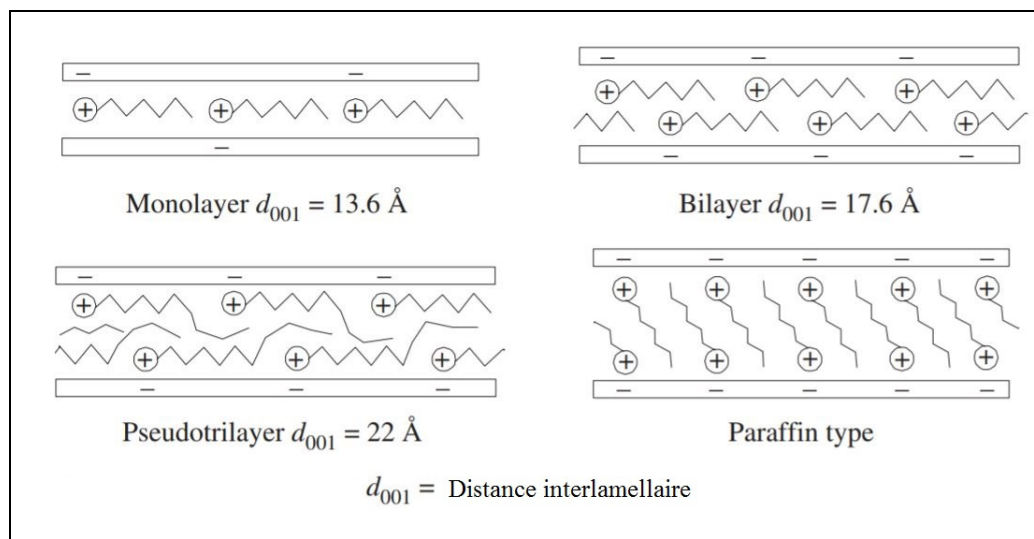 Monolayer d001 = 13.6 Å
Bilayer d001 = 17.6 Å
Pseudotrilayer d001 = 22 Å
Paraffin type
d001 = Distance interlamellaire